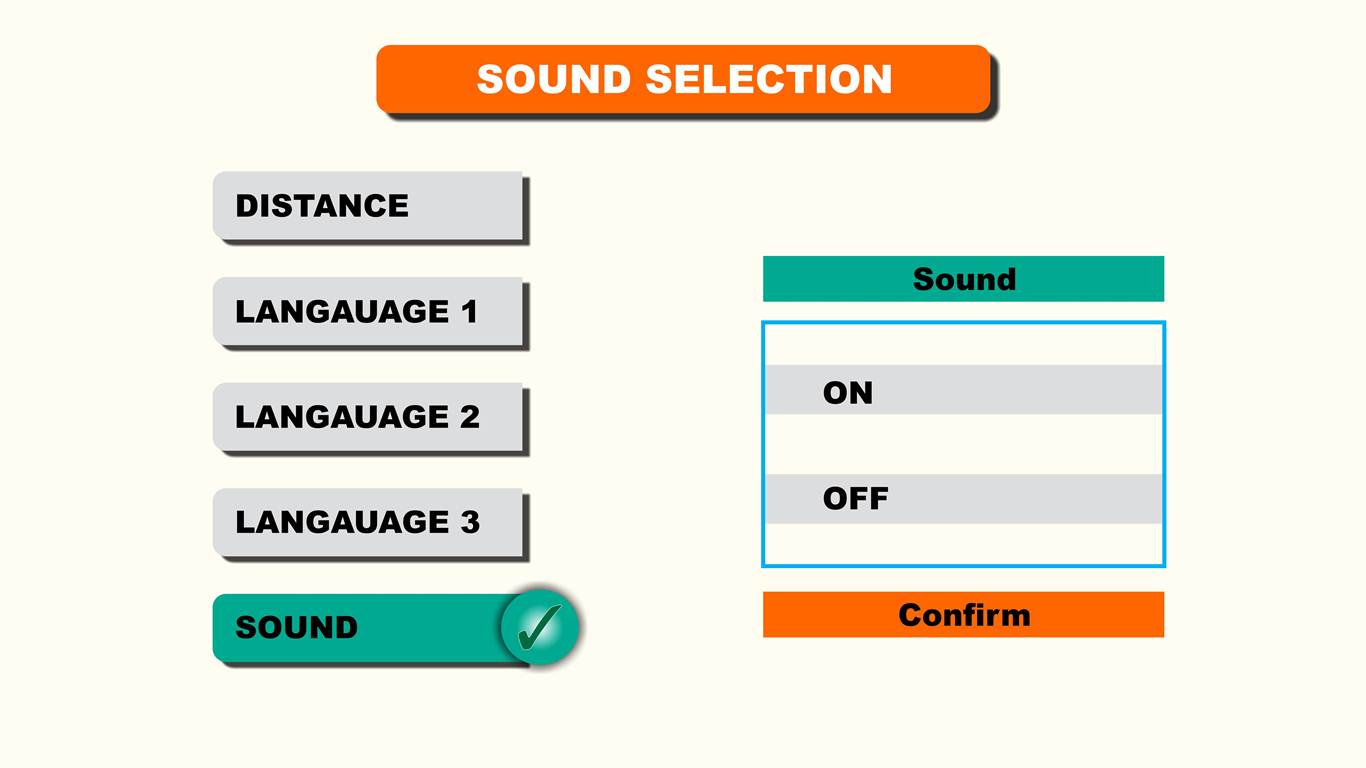 SOUND SELECTION
DISTANCE
LANGAUAGE 1
LANGAUAGE 2
LANGAUAGE 3
SOUND
Sound
ON
OFF
Confirm